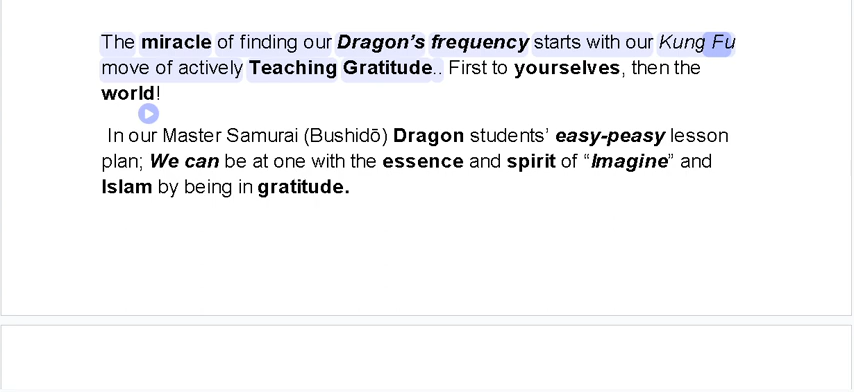 The miracle of finding our Dragon's frequency starts with our Kung Fu
move of actively Teaching Gratitude.. First to yourselves, then the
world!
In our Master Samurai (Bushidō) Dragon students' easy-peasy lesson
plan; We can be at one with the essence and spirit of “Imagine” and
Islam by being in gratitude.